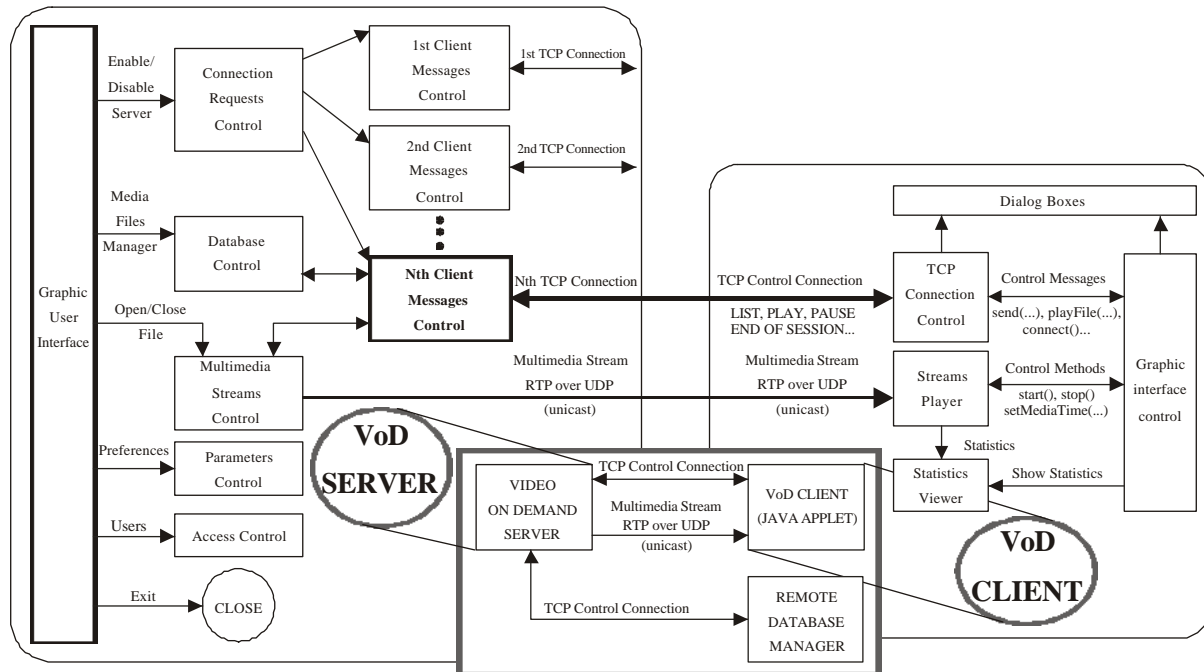 Graphic
User
Interface
Enable/
Disable
Server
Connection
Requests
Control
1st Client
Messages
Control
1st TCP Connection
2nd Client
Messages
Control
2nd TCP Connection
Media
Files
Manager
Database
Control
Nth Client
Messages
Control
Nth TCP Connection
Open/Close
File
Multimedia
Streams
Control
Multimedia Stream
RTP over UDP
(unicast)
Preferences
Parameters
Control
Users
Access Control
Exit
CLOSE
VoD
SERVER
VIDEO
ON DEMAND
SERVER
TCP Control Connection
Multimedia Stream
RTP over UDP
(unicast)
VoD CLIENT
(JAVA APPLET)
TCP Control Connection
REMOTE
DATABASE
MANAGER
Dialog Boxes
TCP Control Connection
LIST, PLAY, PAUSE
END OF SESSION...
TCP
Connection
Control
Control Messages
send(...), playFile(...),
connect()...
Multimedia Stream
RTP over UDP
(unicast)
Streams
Player
Control Methods
start(), stop()
setMediaTime(...)
Graphic
interface
control
Statistics
Statistics
Viewer
Show Statistics
VoD
CLIENT